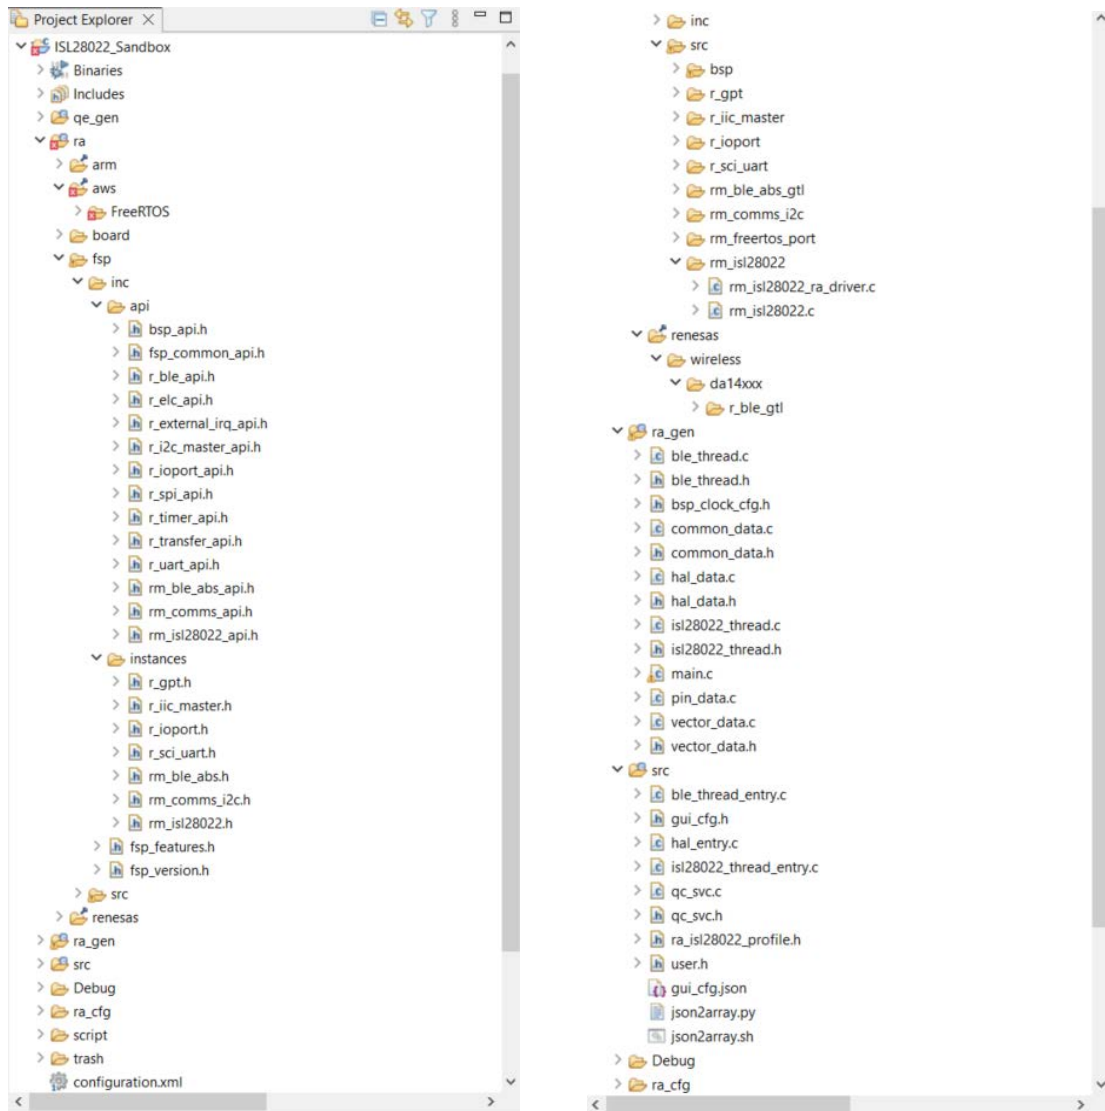 Project Explorer
ISL28022_Sandbox
Binaries
Includes
qe_gen
ra
arm
aws
FreeRTOS
board
fsp
inc
api
bsp_api.h
fsp_common_api.h
r_ble_api.h
r_elc_api.h
r_external_irq_api.h
r_i2c_master_api.h
r_ioport_api.h
r_spi_api.h
r_timer_api.h
r_transfer_api.h
r_uart_api.h
rm_ble_abs_api.h
rm_comms_api.h
rm_isl28022_api.h
instances
r_gpt.h
r_iic_master.h
r_ioport.h
r_sci_uart.h
rm_ble_abs.h
rm_comms_i2c.h
rm_isl28022.h
fsp_features.h
fsp_version.h
src
renesas
ra_gen
src
Debug
ra_cfg
script
trash
configuration.xml
inc
src
bsp
r_gpt
r_iic_master
r_ioport
r_sci_uart
rm_ble_abs_gtl
rm_comms_i2c
rm_freertos_port
rm_isl28022
rm_isl28022_ra_driver.c
rm_isl28022.c
renesas
wireless
da14xxx
r_ble_gtl
ra_gen
ble_thread.c
ble_thread.h
bsp_clock_cfg.h
common_data.c
common_data.h
hal_data.c
hal_data.h
isl28022_thread.c
isl28022_thread.h
main.c
pin_data.c
vector_data.c
vector_data.h
src
ble_thread_entry.c
gui_cfg.h
hal_entry.c
isl28022_thread_entry.c
qc_svc.c
qc_svc.h
ra_isl28022_profile.h
user.h
gui_cfg.json
json2array.py
json2array.sh
Debug
ra_cfg